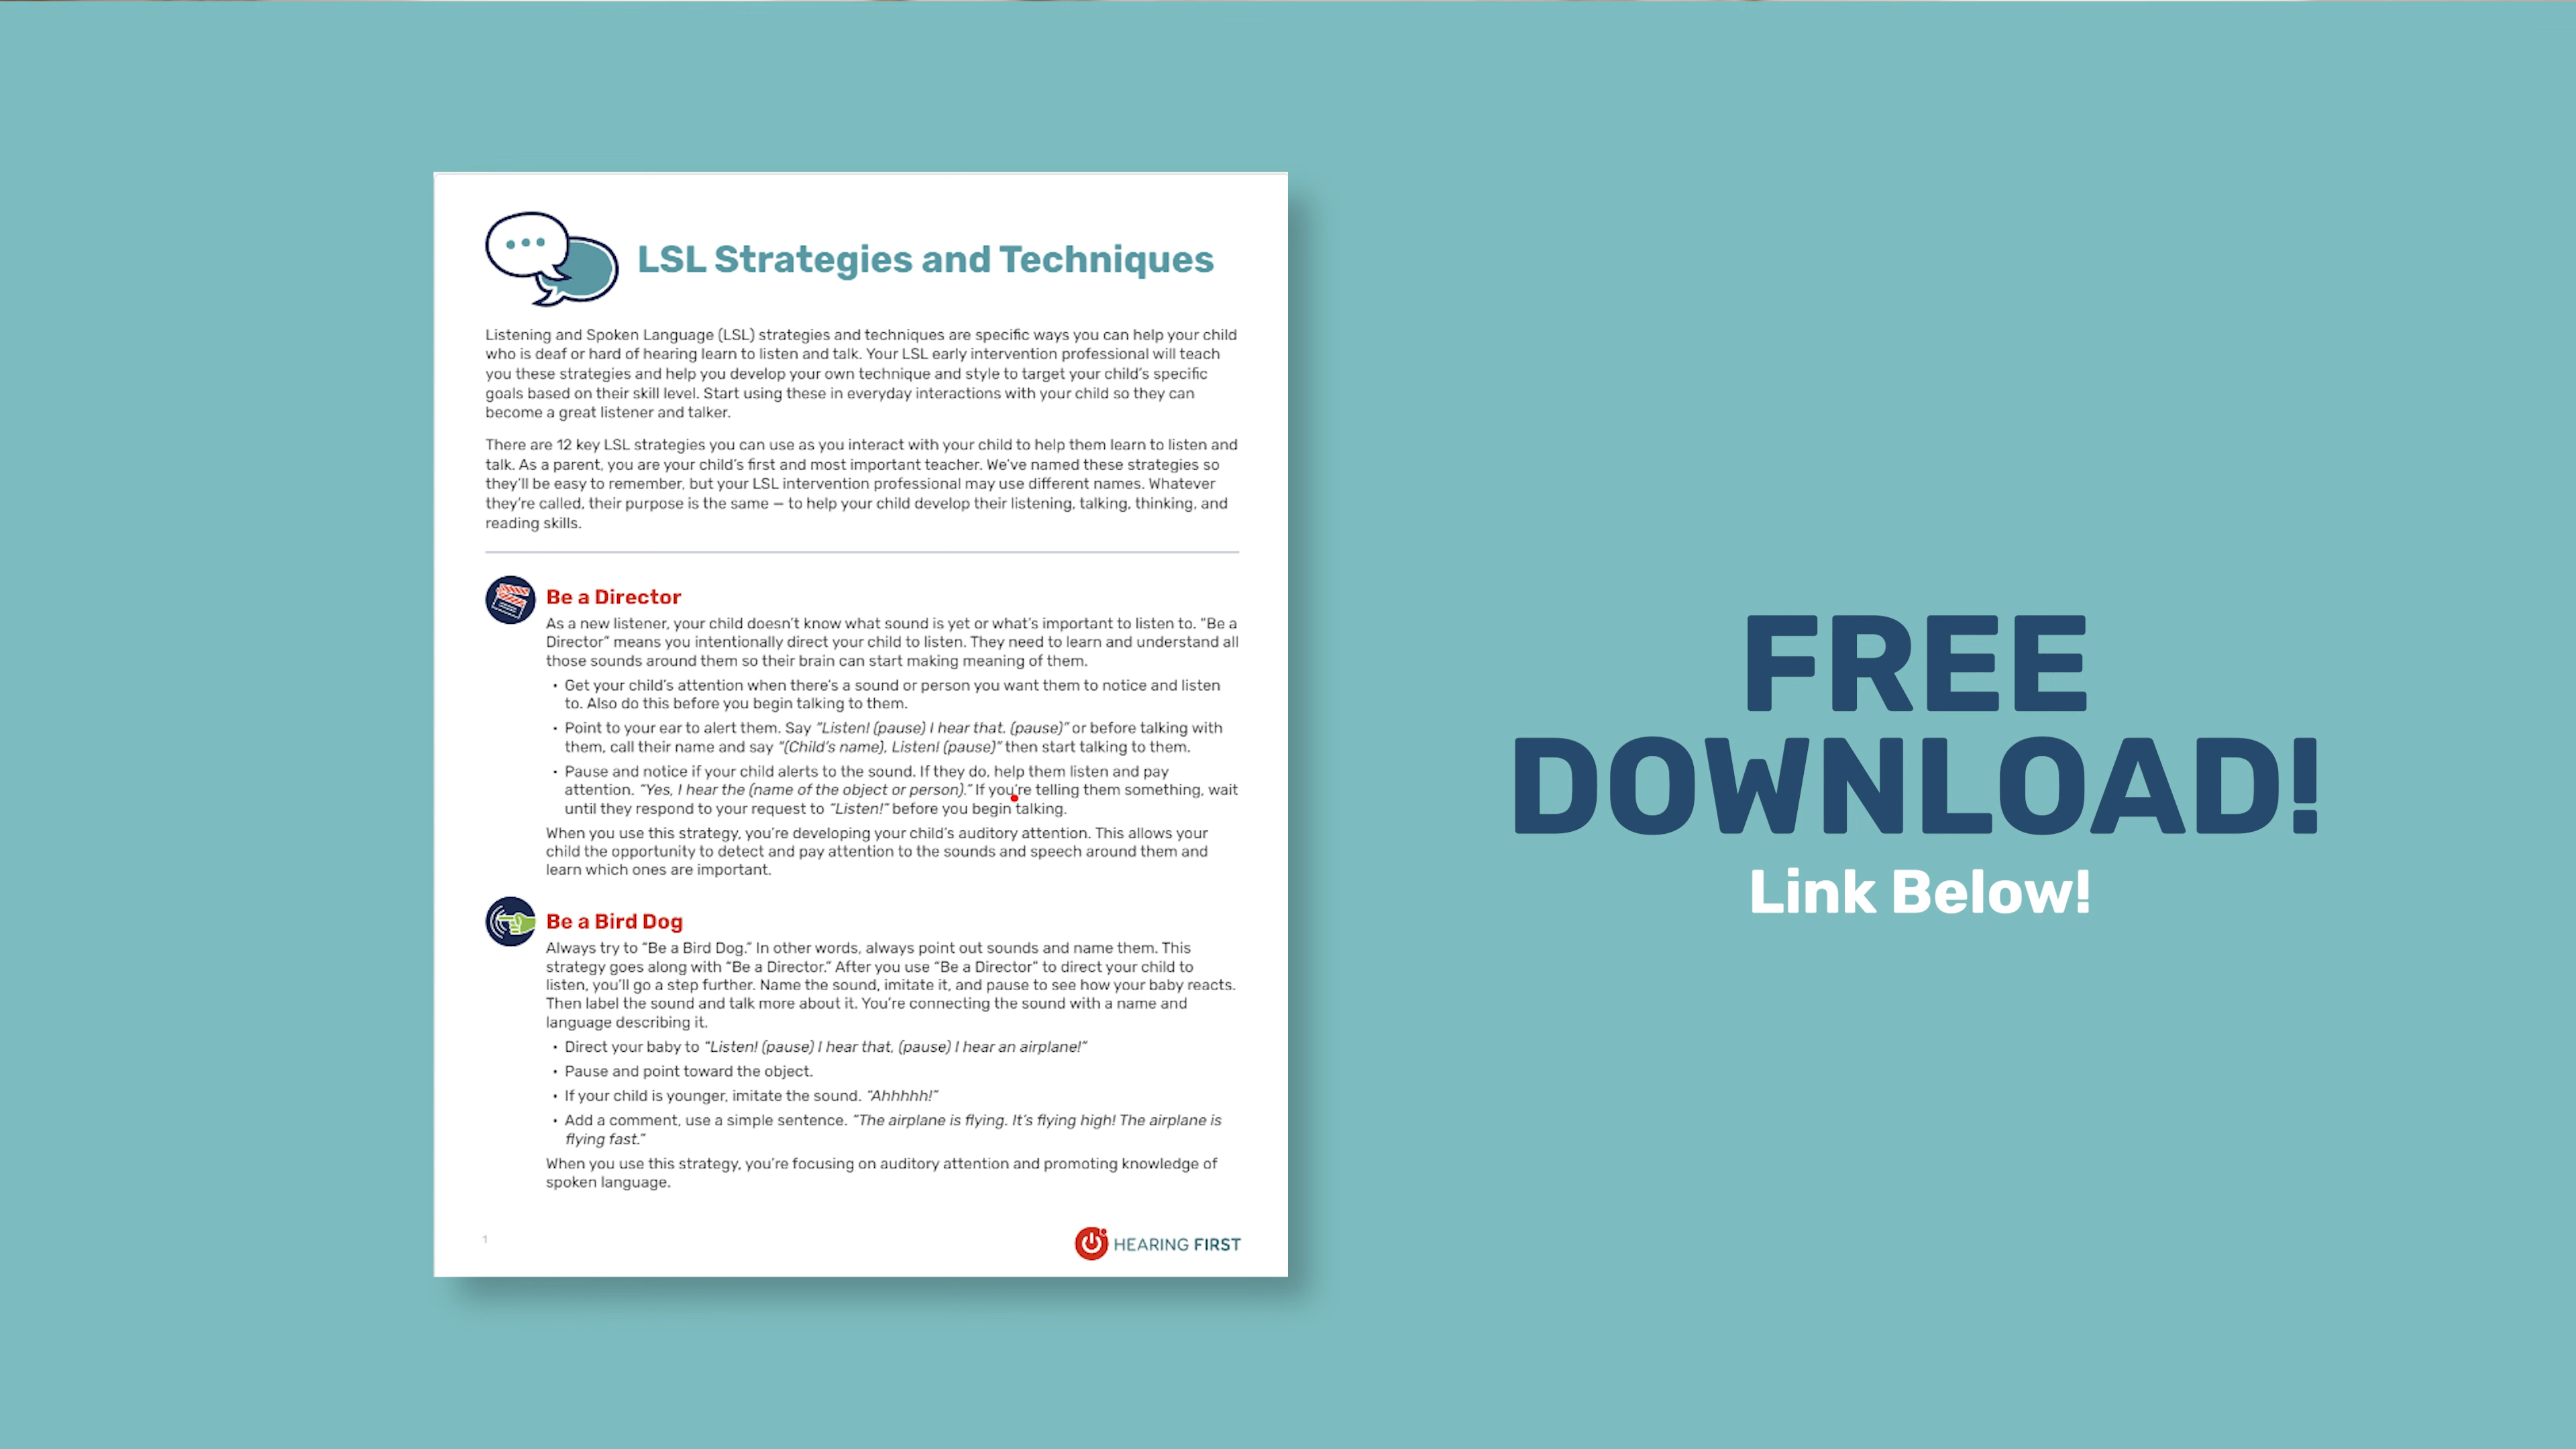 LSL Strategies and Techniques
Listening and Spoken Language (LSL) strategies and techniques are specific ways you can help your child
who is deaf or hard of hearing learn to listen and talk. Your LSL early intervention professional will teach
you these strategies and help you develop your own technique and style to target your child's specific
goals based on their skill level. Start using these in everyday interactions with your child so they can
become a great listener and talker.
There are 12 key LSL strategies you can use as you interact with your child to help them learn to listen and
talk. As a parent, you are your child's first and most important teacher. We've named these strategies so
they'll be easy to remember, but your LSL intervention professional may use different names. Whatever
they're called, their purpose is the same – to help your child develop their listening, talking, thinking, and
reading skills.
Be a Director
As a new listener, your child doesn't know what sound is yet or what's important to listen to. "Be a
Director" means you intentionally direct your child to listen. They need to learn and understand all
those sounds around them so their brain can start making meaning of them.
• Get your child's attention when there's a sound or person you want them to notice and listen
to. Also do this before you begin talking to them.
• Point to your ear to alert them. Say "Listen! (pause) I hear that. (pause)" or before talking with
them, call their name and say "(Child's name), Listen! (pause)" then start talking to them.
• Pause and notice if your child alerts to the sound. If they do, help them listen and pay
attention. "Yes, I hear the (name of the object or person)." If you're telling them something, wait
until they respond to your request to "Listen!" before you begin talking.
When you use this strategy, you're developing your child's auditory attention. This allows your
child the opportunity to detect and pay attention to the sounds and speech around them and
learn which ones are important.
Be a Bird Dog
Always try to "Be a Bird Dog." In other words, always point out sounds and name them. This
strategy goes along with "Be a Director." After you use "Be a Director" to direct your child to
listen, you'll go a step further. Name the sound, imitate it, and pause to see how your baby reacts.
Then label the sound and talk more about it. You're connecting the sound with a name and
language describing it.
• Direct your baby to "Listen! (pause) I hear that, (pause) I hear an airplane!"
• Pause and point toward the object.
• If your child is younger, imitate the sound. "Ahhhhh!"
• Add a comment, use a simple sentence. "The airplane is flying. It's flying high! The airplane is
flying fast."
When you use this strategy, you're focusing on auditory attention and promoting knowledge of
spoken language.
1
HEARING FIRST
FREE
DOWNLOAD!
Link Below!